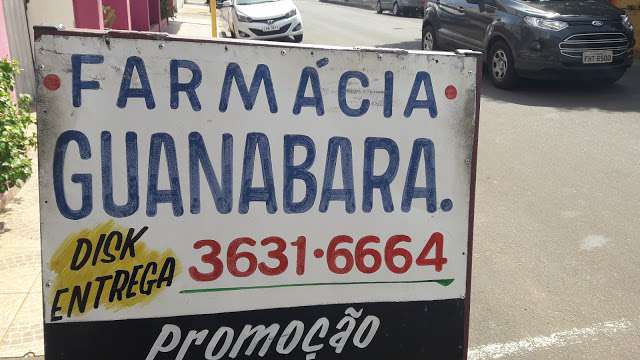 FARMÁCIA
GUANABARA.
DISK
ENTREGA
3631·6664
Promoção